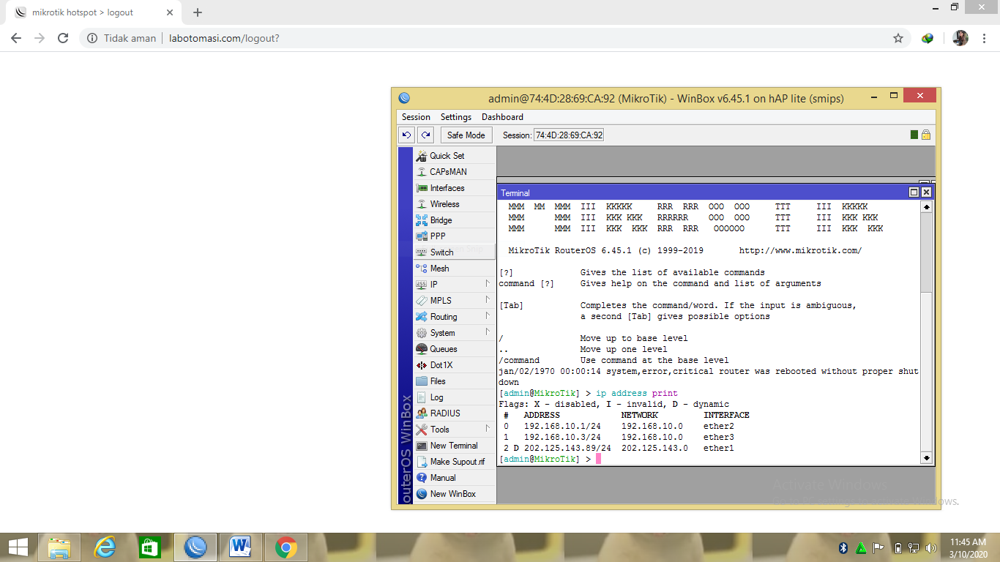 mikrotik hotspot > logout
Tidak aman
labotomasi.com/logout?
admin@74:4D:28:69:CA:92 (MikroTik) - WinBox v6.45.1 on hAP lite (smips)
Session Settings Dashboard
Safe Mode Session: 74:4D:28:69:CA:92
Quick Set
CAPsMAN
Interfaces
Wireless
Bridge
PPP
Switch
Mesh
IP
MPLS
Routing
System
Queues
Dot1X
Files
Log
RADIUS
Tools
New Terminal
Make Supout.rif
Manual
New WinBox
outerOS WinBox
Terminal
MMM MM MMM III KKKKK RRR RRR OOO OOO TTT III KKKKK
MMM MMM III KKK KKK RRRRRR OOO OOO TTT III KKK KKK
MMM MMM III KKK KKK RRR RRR OOOOOO TTT III KKK KKK
MikroTik RouterOS 6.45.1 (c) 1999-2019 http://www.mikrotik.com/
[?] Gives the list of available commands
command [?] Gives help on the command and list of arguments
[Tab] Completes the command/word. If the input is ambiguous,
a second [Tab] gives possible options
/ Move up to base level
.. Move up one level
/command Use command at the base level
jan/02/1970 00:00:14 system,error,critical router was rebooted without proper shut
down
[admin@MikroTik] > ip address print
Flags: X - disabled, I - invalid, D - dynamic
# ADDRESS NETWORK INTERFACE
0 192.168.10.1/24 192.168.10.0 ether2
1 192.168.10.3/24 192.168.10.0 ether3
2 D 202.125.143.89/24 202.125.143.0 ether1
[admin@MikroTik] >
Activate Windows
Go to PC settings to activate Windows.
11:45 AM
3/10/2020